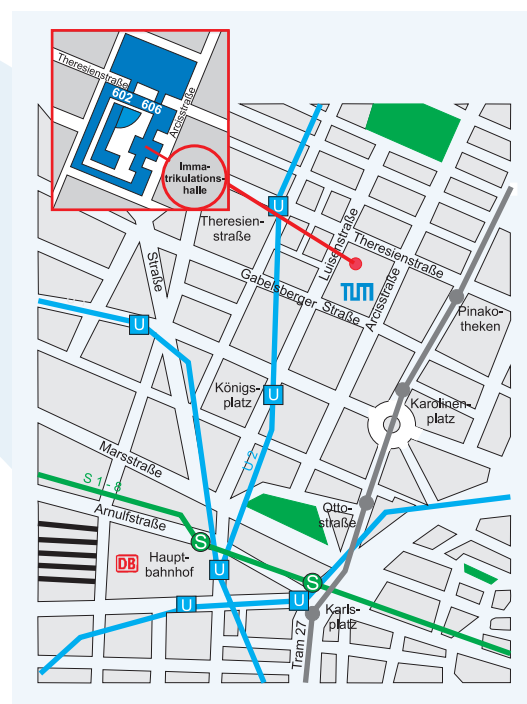 Theresienstraße
602
606
Arcisstraße
Imma-
trikulations-
halle
U
Theresien-
straße
Luisenstraße
Theresienstraße
TUM
Gabelsberger Straße
Arcisstraße
Straße
Pinako-
theken
U
Königs-
platz
U
Karolinen-
platz
U 2
Marsstraße
S 1 - 8
Arnulfstraße
Otto-
straße
S
DB
Haupt-
bahnhof
U
S
U
U
Karls-
platz
Tram 27